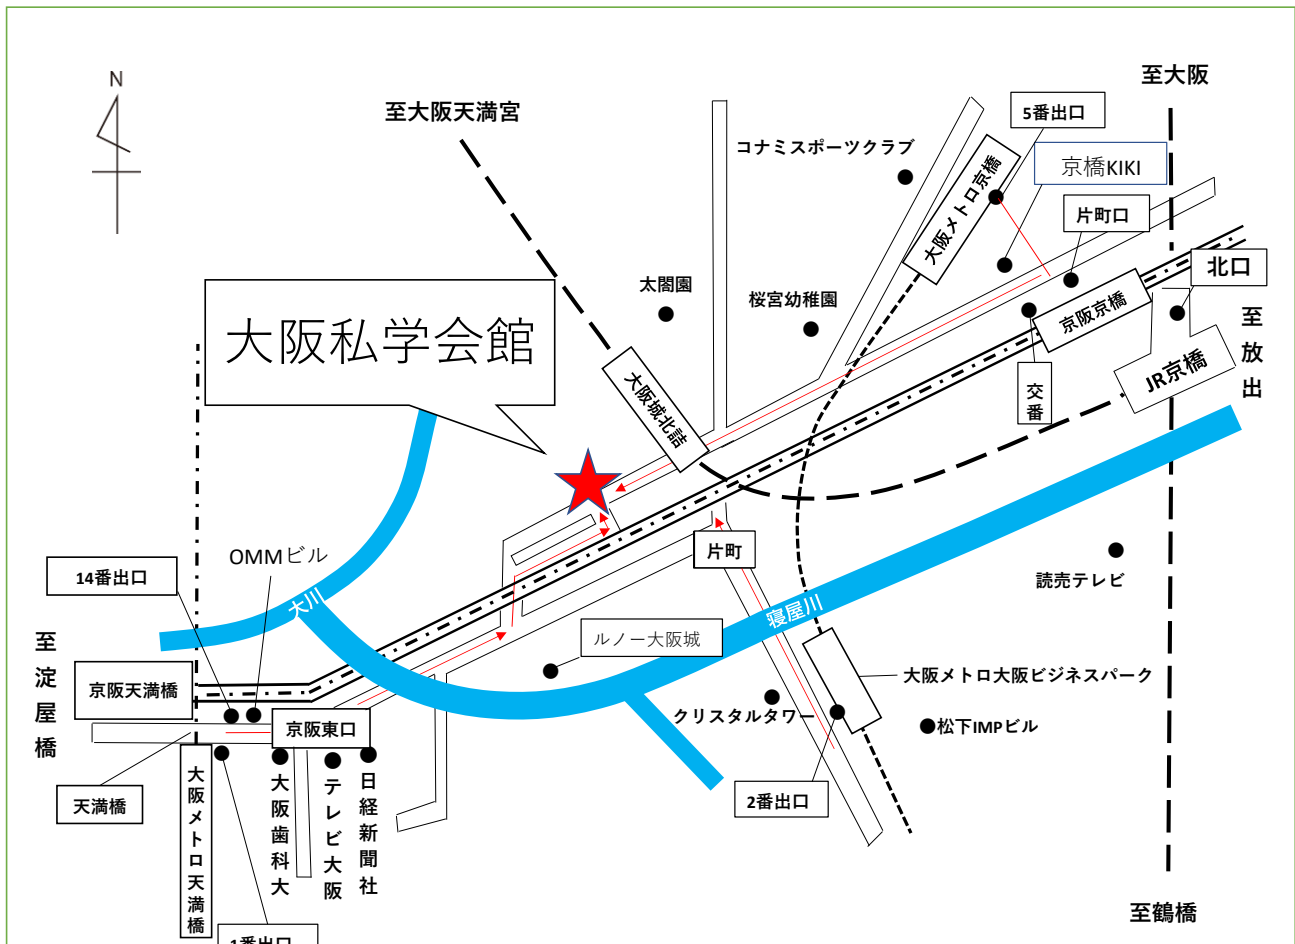 N
至大阪
至大阪天満宮
5番出口
コナミスポーツクラブ
京橋KIKI
大阪メトロ京橋
片町口
北口
太閤園
桜宮幼稚園
京阪京橋
至放出
大阪私学会館
JR京橋
大阪城北詰
交番
片町
OMMビル
14番出口
読売テレビ
大川
寝屋川
ルノー大阪城
至淀屋橋
京阪天満橋
大阪メトロ大阪ビジネスパーク
クリスタルタワー
松下IMPビル
京阪東口
天満橋
大阪メトロ天満橋
大阪歯科大
テレビ大阪
日経新聞社
2番出口
至鶴橋
1番出口